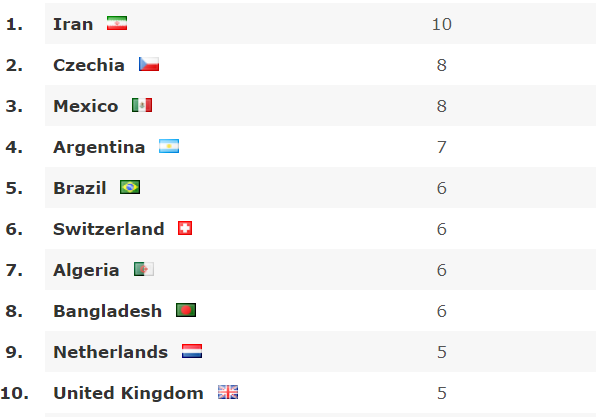 1. Iran 10
2. Czechia 8
3. Mexico 8
4. Argentina 7
5. Brazil 6
6. Switzerland 6
7. Algeria 6
8. Bangladesh 6
9. Netherlands 5
10. United Kingdom 5